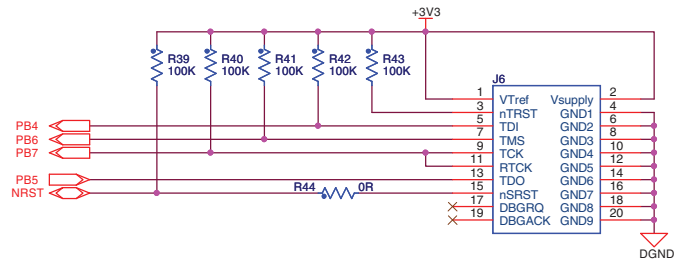 +3V3
R39 R40 R41 R42 R43
100K 100K 100K 100K 100K
J6
1 VTref Vsupply 2
3 nTRST GND1 4
PB4 5 TDI GND2 6
PB6 7 TMS GND3 8
PB7 9 TCK GND4 10
11 RTCK GND5 12
PB5 13 TDO GND6 14
NRST R44 0R 15 nSRST GND7 16
17 DBGRQ GND8 18
19 DBGACK GND9 20
DGND